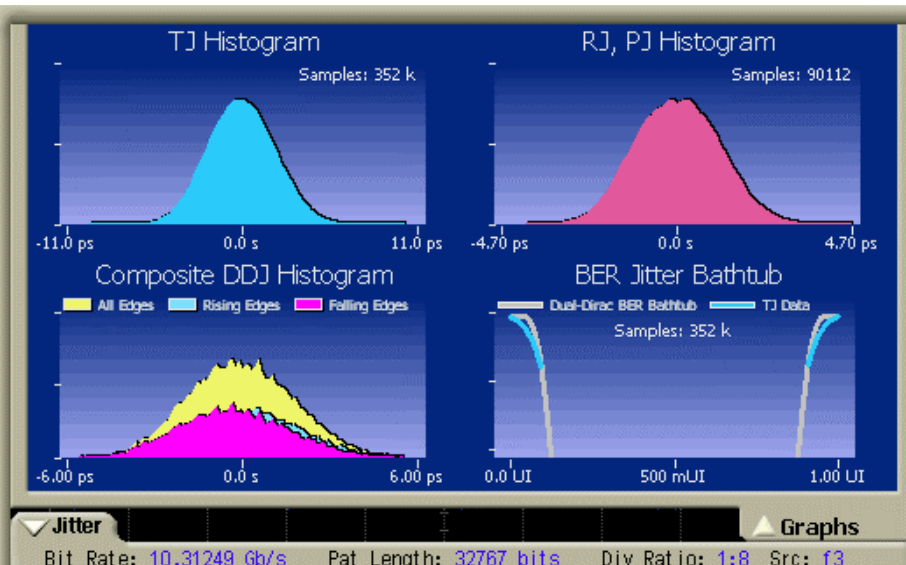 TJ Histogram
Samples: 352 k
-11.0 ps 0.0 s 11.0 ps
RJ, PJ Histogram
Samples: 90112
-4.70 ps 0.0 s 4.70 ps
Composite DDJ Histogram
All Edges Rising Edges Falling Edges
-6.00 ps 0.0 s 6.00 ps
BER Jitter Bathtub
Dual-Dirac BER Bathtub TJ Data
Samples: 352 k
0.0 UI 500 mUI 1.00 UI
Jitter
Graphs
Bit Rate: 10.31249 Gb/s Pat Length: 32767 bits Div Ratio: 1:8 Src: f3